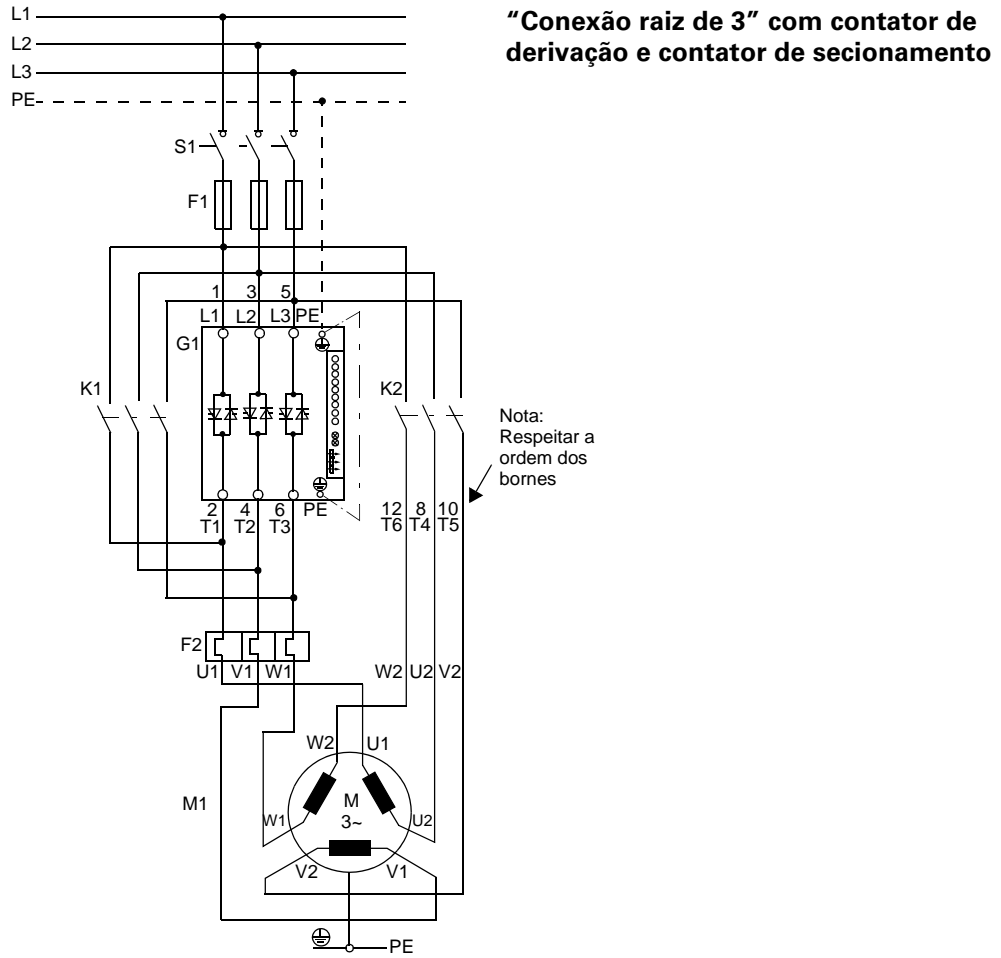 “Conexão raiz de 3” com contator de
derivação e contator de secionamento
L1
L2
L3
PE
S1
F1
1 3 5
L1 L2 L3 PE
G1
K1
K2
Nota:
Respeitar a
ordem dos
bornes
2 4 6 PE
T1 T2 T3
12 8 10
T6 T4 T5
F2
U1 V1 W1
W2 U2 V2
W2 U1
M1
M
3~
W1
U2
V2 V1
PE